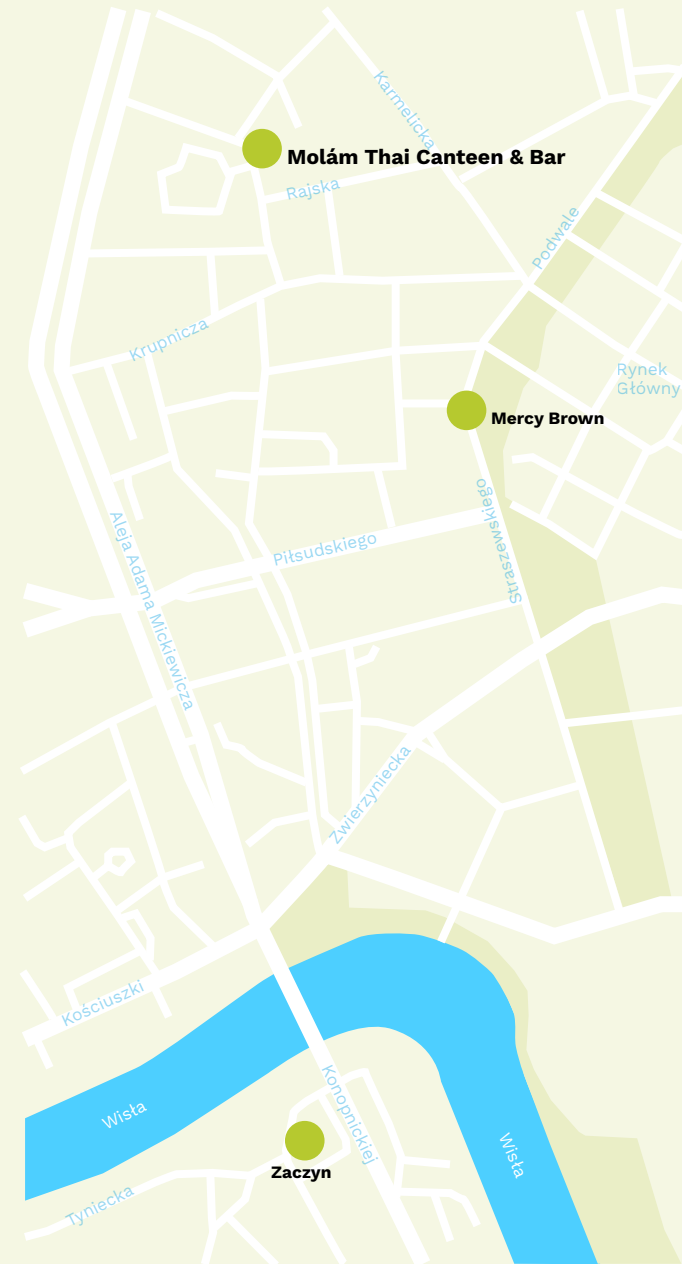 Karmelicka
Molám Thai Canteen & Bar
Rajska
Podwale
Krupnicza
Rynek
Główny
Mercy Brown
Straszewskiego
Aleja Adama Mickiewicza
Piłsudskiego
Zwierzyniecka
Kościuszki
Konopnickiej
Wisła
Wisła
Zaczyn
Tyniecka